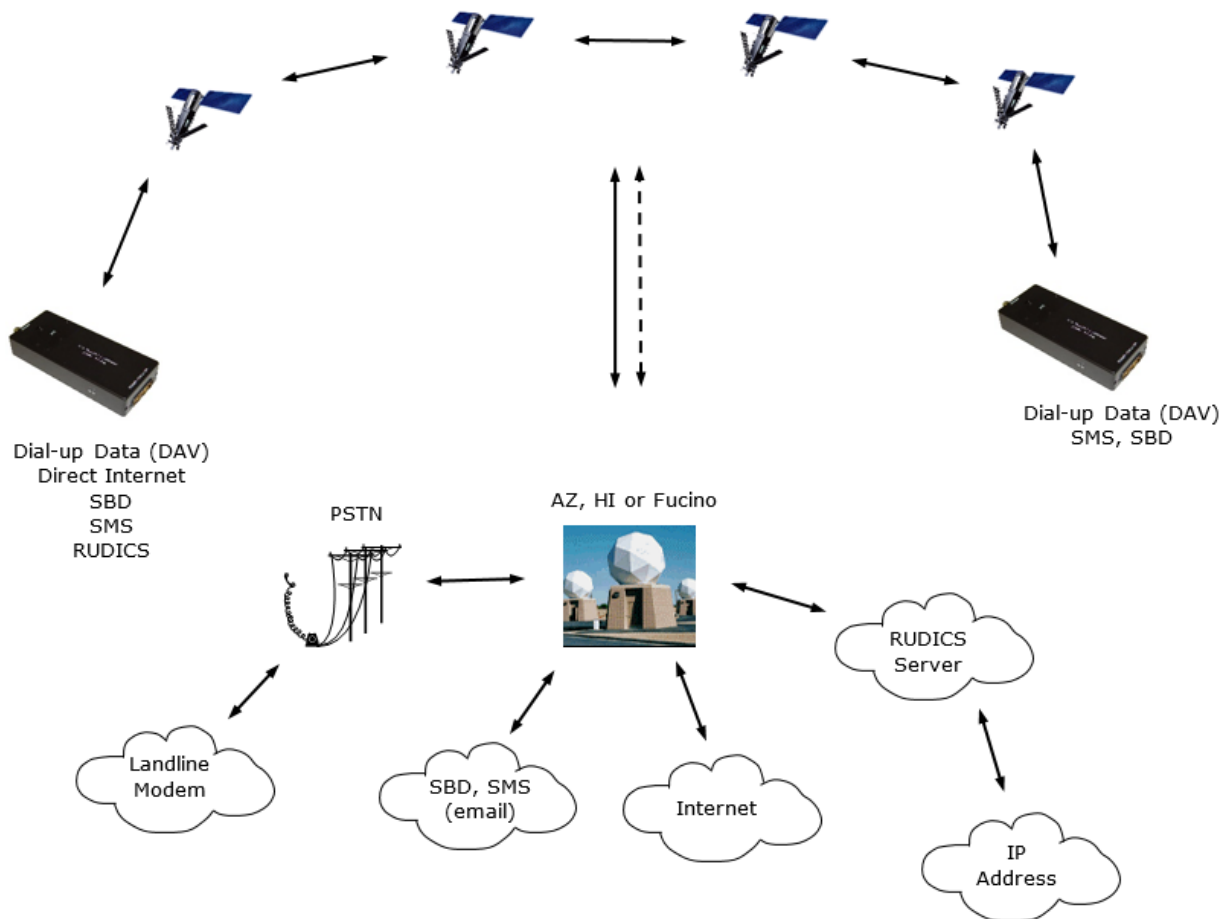 Dial-up Data (DAV)
Direct Internet
SBD
SMS
RUDICS
Dial-up Data (DAV)
SMS, SBD
PSTN
AZ, HI or Fucino
RUDICS
Server
Landline
Modem
SBD, SMS
(email)
Internet
IP
Address